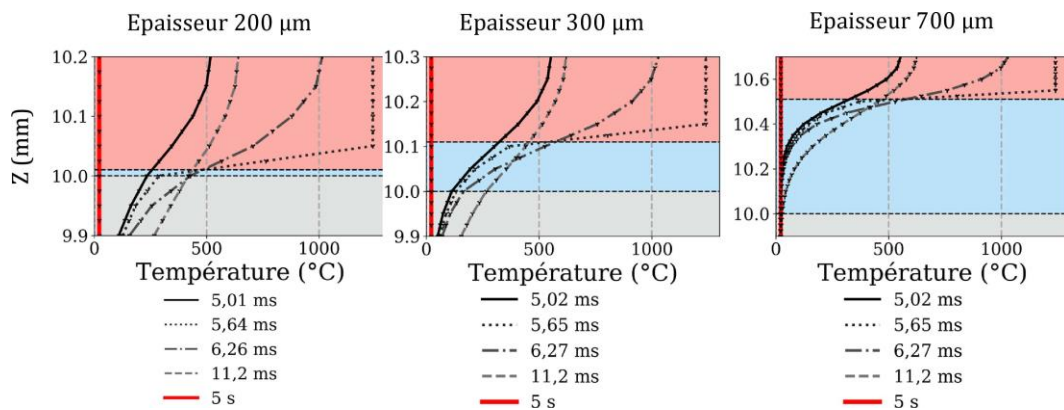 Epaisseur 200 μm
Epaisseur 300 μm
Epaisseur 700 μm
Z (mm)
10.2
10.1
10.0
9.9
0
500
1000
Température (°C)
5,01 ms
5,64 ms
6,26 ms
11,2 ms
5 s
10.3
10.2
10.1
10.0
9.9
0
500
1000
Température (°C)
5,02 ms
5,65 ms
6,27 ms
11,2 ms
5 s
10.6
10.4
10.2
10.0
0
500
1000
Température (°C)
5,02 ms
5,65 ms
6,27 ms
11,2 ms
5 s